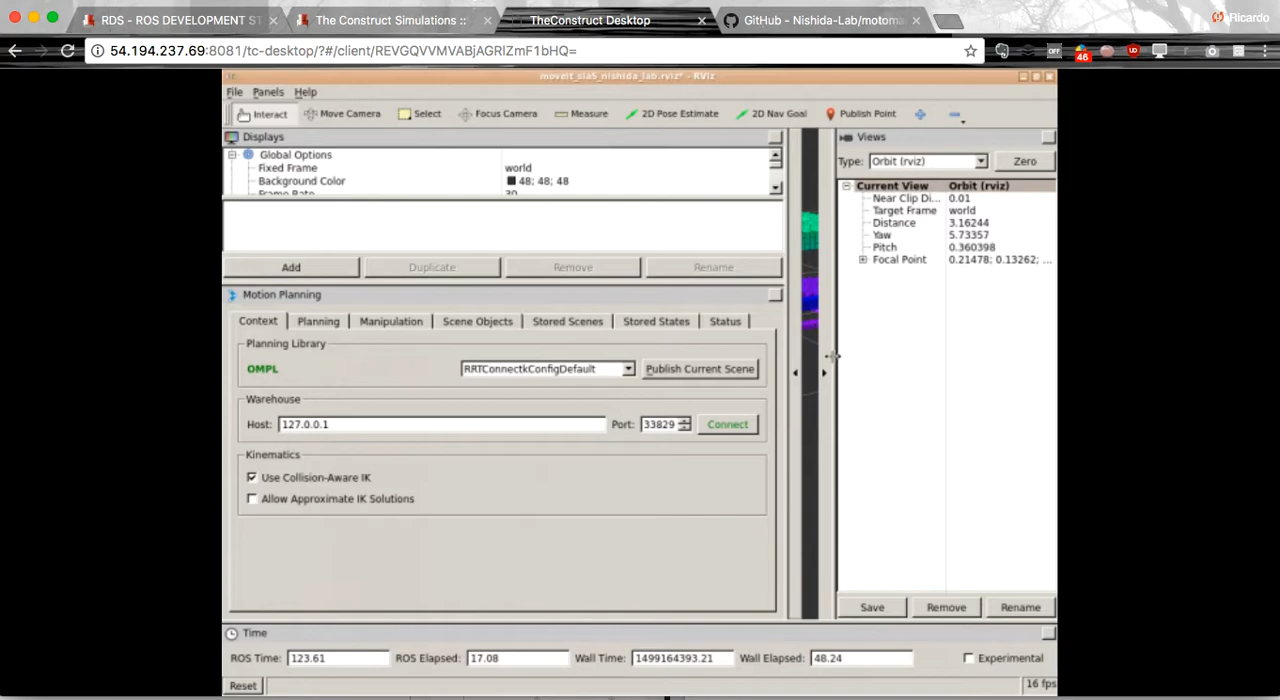 RDS - ROS DEVELOPMENT ST
The Construct Simulations ::
TheConstruct Desktop
GitHub - Nishida-Lab/motoma
Ricardo
54.194.237.69:8081/tc-desktop/?#/client/REVGQVVMVABjAGRlZmF1bHQ=
OFF
46
moveit_sia5_nishida_lab.rviz* - RViz
File Panels Help
Interact Move Camera Select Focus Camera Measure 2D Pose Estimate 2D Nav Goal Publish Point
Displays
Global Options
Fixed Frame world
Background Color 48; 48; 48
Frame Rate 30
Add Duplicate Remove Rename
Motion Planning
Context Planning Manipulation Scene Objects Stored Scenes Stored States Status
Planning Library
OMPL RRTConnectkConfigDefault Publish Current Scene
Warehouse
Host: 127.0.0.1 Port: 33829 Connect
Kinematics
Use Collision-Aware IK
Allow Approximate IK Solutions
Views
Type: Orbit (rviz) Zero
Current View Orbit (rviz)
Near Clip Di... 0.01
Target Frame world
Distance 3.16244
Yaw 5.73357
Pitch 0.360398
Focal Point 0.21478; 0.13262; ...
Save Remove Rename
Time
ROS Time: 123.61 ROS Elapsed: 17.08 Wall Time: 1499164393.21 Wall Elapsed: 48.24 Experimental
Reset 16 fps